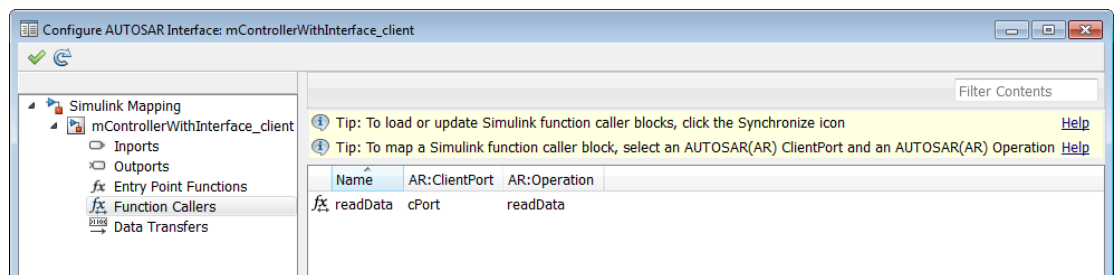 Configure AUTOSAR Interface: mControllerWithInterface_client
Filter Contents
Simulink Mapping
mControllerWithInterface_client
Inports
Outports
fx Entry Point Functions
fx Function Callers
Data Transfers
Tip: To load or update Simulink function caller blocks, click the Synchronize icon Help
Tip: To map a Simulink function caller block, select an AUTOSAR(AR) ClientPort and an AUTOSAR(AR) Operation Help
Name AR:ClientPort AR:Operation
fx readData cPort readData